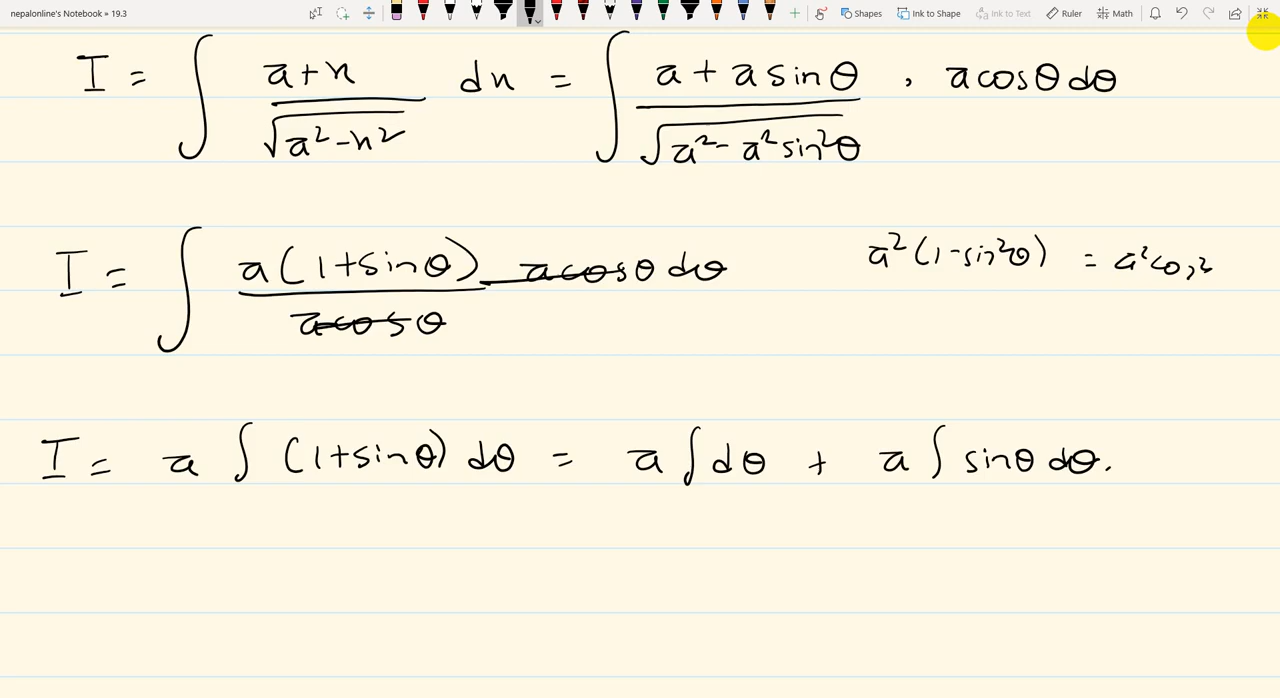 nepalonline's Notebook » 19.3
Shapes Ink to Shape Ink to Text Ruler Math
I = ∫ (a+x)/√(a²-x²) dx = ∫ (a + a sinθ)/√(a² - a² sin²θ) . a cosθ dθ
I = ∫ a(1+sinθ)/(a cosθ) a cosθ dθ a²(1-sin²θ) = a²cos²
I = a ∫ (1+sinθ) dθ = a ∫ dθ + a ∫ sinθ dθ.